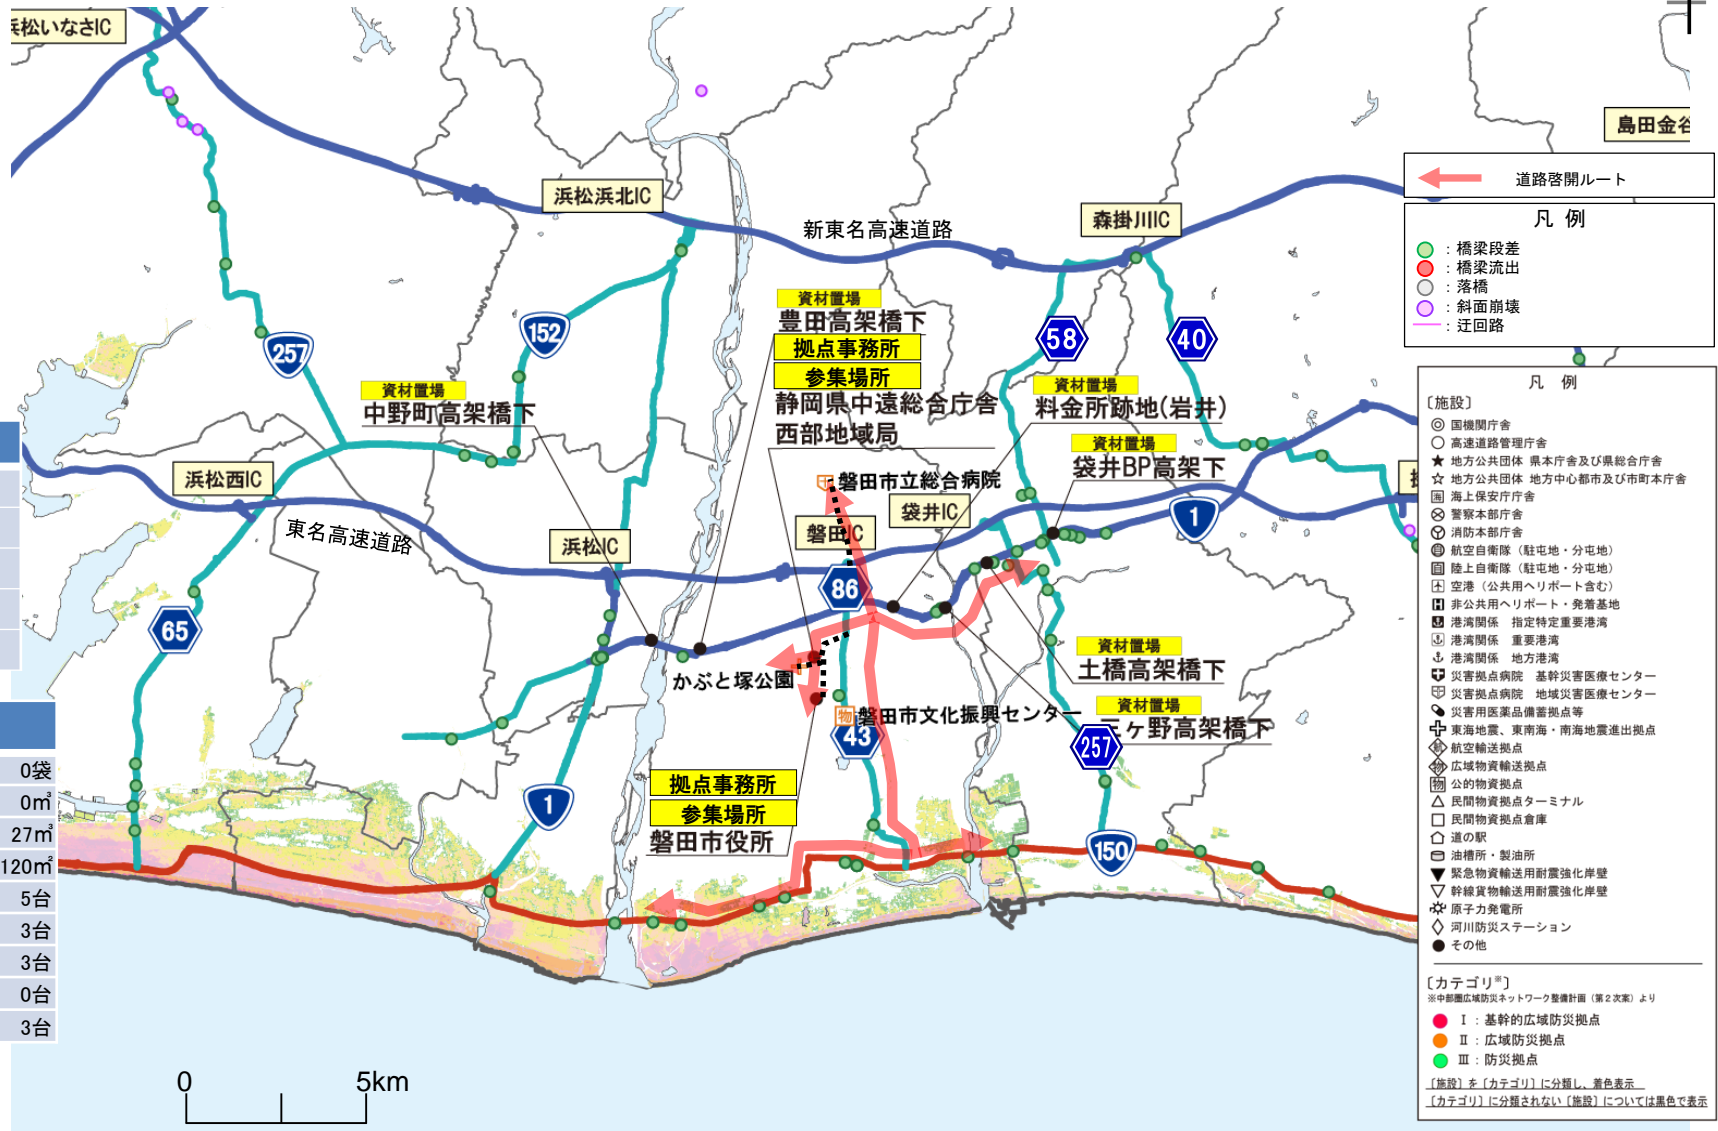 浜松いなさIC
島田金谷
浜松浜北IC
新東名高速道路
森掛川IC
道路啓開ルート
凡 例
：橋梁段差
：橋梁流出
：落橋
：斜面崩壊
：迂回路
257
152
58
40
資材置場
豊田高架橋下
拠点事務所
参集場所
静岡県中遠総合庁舎
西部地域局
資材置場
中野町高架橋下
資材置場
料金所跡地(岩井)
資材置場
袋井BP高架下
浜松西IC
東名高速道路
浜松IC
磐田市立総合病院
袋井IC
磐田IC
1
86
65
かぶと塚公園
資材置場
土橋高架橋下
資材置場
三ヶ野高架橋下
物
磐田市文化振興センター
43
257
拠点事務所
参集場所
磐田市役所
1
150
0袋
0㎥
27㎥
120㎡
5台
3台
3台
0台
3台
0
5km
凡 例
〔施設〕
国機関庁舎
高速道路管理庁舎
地方公共団体 県本庁舎及び県総合庁舎
地方公共団体 地方中心都市及び市町本庁舎
海上保安庁庁舎
警察本部庁舎
消防本部庁舎
航空自衛隊（駐屯地・分屯地）
陸上自衛隊（駐屯地・分屯地）
空港（公共用ヘリポート含む）
非公共用ヘリポート・発着基地
港湾関係 指定特定重要港湾
港湾関係 重要港湾
港湾関係 地方港湾
災害拠点病院 基幹災害医療センター
災害拠点病院 地域災害医療センター
災害用医薬品備蓄拠点等
東海地震、東南海・南海地震進出拠点
航空輸送拠点
広域物資輸送拠点
公的物資拠点
民間物資拠点ターミナル
民間物資拠点倉庫
道の駅
油槽所・製油所
緊急物資輸送用耐震強化岸壁
幹線貨物輸送用耐震強化岸壁
原子力発電所
河川防災ステーション
その他
〔カテゴリ※〕
※中部圏広域防災ネットワーク整備計画（第２次案）より
Ⅰ：基幹的広域防災拠点
Ⅱ：広域防災拠点
Ⅲ：防災拠点
〔施設〕を〔カテゴリ〕に分類し、着色表示
〔カテゴリ〕に分類されない〔施設〕については黒色で表示